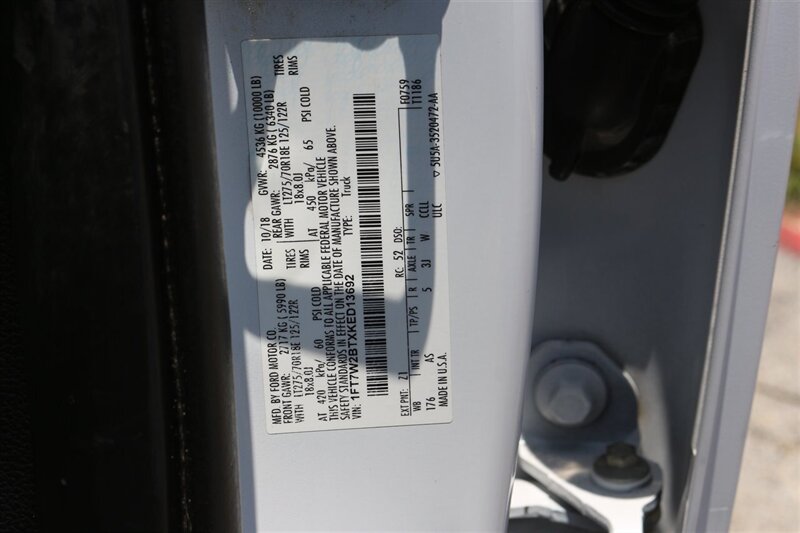 MFD. BY FORD MOTOR CO.
DATE: 10/18 GVWR: 4536 KG (10000 LB)
FRONT GAWR: 2717 KG ( 5990 LB) REAR GAWR: 2876 KG ( 6340 LB)
WITH LT275/70R18E 125/122R TIRES WITH LT275/70R18E 125/122R TIRES
18x8.0J RIMS 18x8.0J RIMS
AT 420 kPa/ 60 PSI COLD AT 450 kPa/ 65 PSI COLD
THIS VEHICLE CONFORMS TO ALL APPLICABLE FEDERAL MOTOR VEHICLE
SAFETY STANDARDS IN EFFECT ON THE DATE OF MANUFACTURE SHOWN ABOVE.
VIN: 1FT7W2BTXKED13692 TYPE: Truck
F0759
T1186
EXT PNT: Z1 RC: 52 DSO:
WB INT TR TP/PS R AXLE TR SPR
176 AS 5 3J W CCLL
ULC
MADE IN U.S.A. 5U5A-3520472-AA